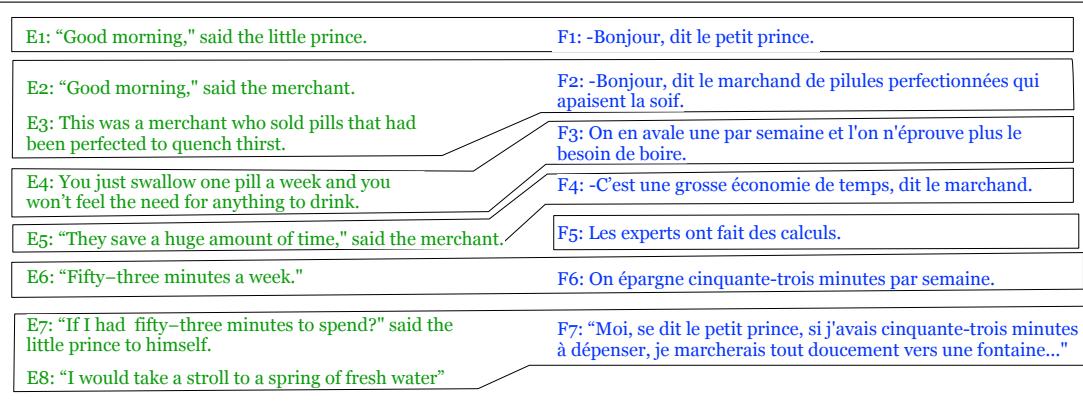 E1: “Good morning," said the little prince.
F1: -Bonjour, dit le petit prince.
E2: “Good morning," said the merchant.
F2: -Bonjour, dit le marchand de pilules perfectionnées qui
apaisent la soif.
E3: This was a merchant who sold pills that had
been perfected to quench thirst.
F3: On en avale une par semaine et l'on n'éprouve plus le
besoin de boire.
E4: You just swallow one pill a week and you
won’t feel the need for anything to drink.
F4: -C’est une grosse économie de temps, dit le marchand.
E5: “They save a huge amount of time," said the merchant.
F5: Les experts ont fait des calculs.
E6: “Fifty−three minutes a week."
F6: On épargne cinquante-trois minutes par semaine.
E7: “If I had fifty−three minutes to spend?" said the
little prince to himself.
F7: “Moi, se dit le petit prince, si j'avais cinquante-trois minutes
à dépenser, je marcherais tout doucement vers une fontaine..."
E8: “I would take a stroll to a spring of fresh water”